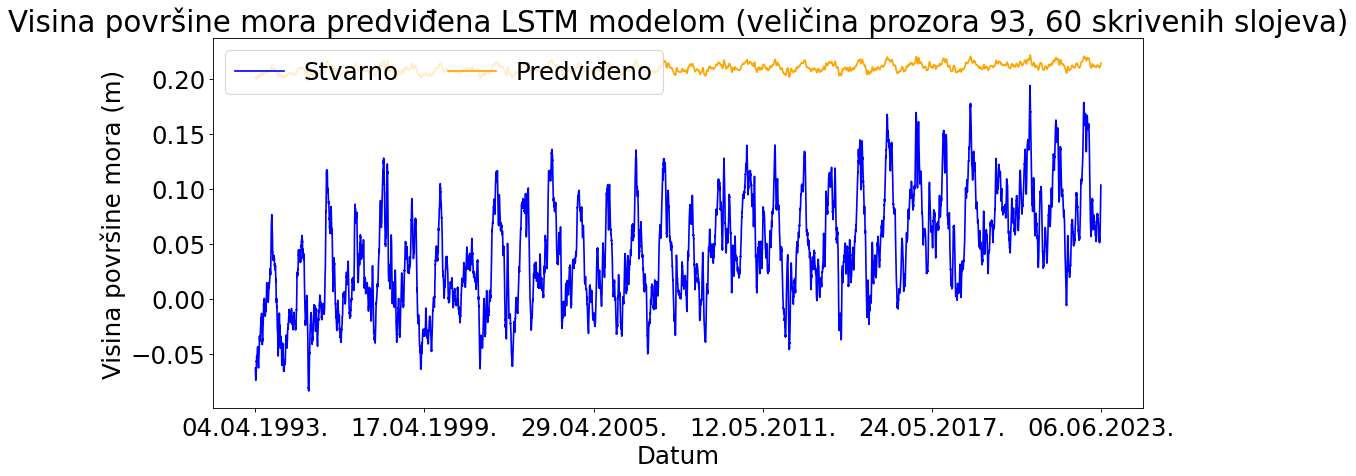 Visina površine mora predviđena LSTM modelom (veličina prozora 93, 60 skrivenih slojeva)
Stvarno
Predviđeno
Visina površine mora (m)
0.20
0.15
0.10
0.05
0.00
−0.05
04.04.1993.
17.04.1999.
29.04.2005.
12.05.2011.
24.05.2017.
06.06.2023.
Datum